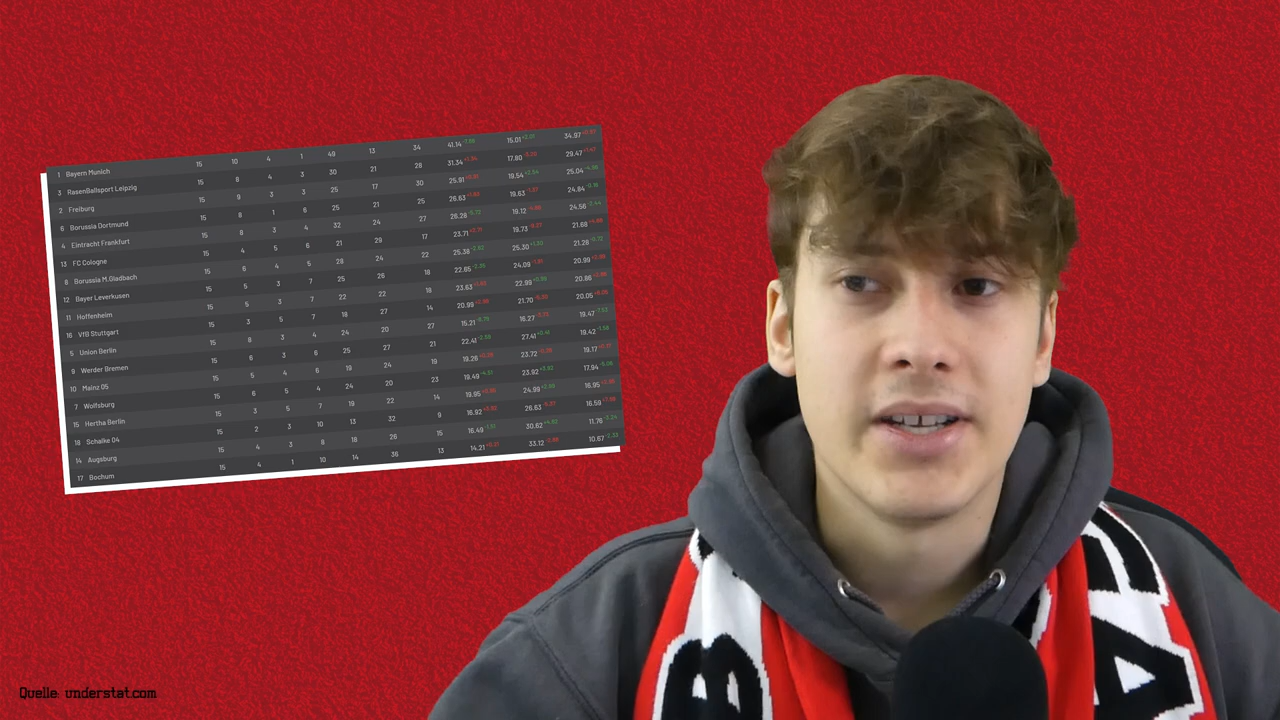 1 Bayern Munich 15 10 4 1 49 13 34 41.14 -7.86 15.01 +2.01 34.97
3 RasenBallsport Leipzig 15 8 4 3 30 21 28 31.34 17.80 29.47
2 Freiburg 15 9 3 3 25 17 30 25.91 19.54 +2.54 25.04
6 Borussia Dortmund 15 8 1 6 25 21 25 26.63 19.63 24.84
4 Eintracht Frankfurt 15 8 3 4 32 24 27 26.28 -5.72 19.12 24.56
13 FC Cologne 15 4 5 6 21 29 17 23.71 19.73 21.68
8 Borussia M.Gladbach 15 6 4 5 28 24 22 25.38 25.30 +1.30 21.28
12 Bayer Leverkusen 15 5 3 7 25 26 18 22.65 24.09 20.99
11 Hoffenheim 15 5 3 7 22 22 18 23.63 22.99 20.86
16 VfB Stuttgart 15 3 5 7 18 27 14 20.99 21.70 20.05
5 Union Berlin 15 8 3 4 24 20 27 15.21 16.27 19.47
9 Werder Bremen 15 6 3 6 25 27 21 22.41 27.41 19.42
10 Mainz 05 15 5 4 6 19 24 19 19.26 23.72 19.17
7 Wolfsburg 15 6 5 4 24 20 23 19.49 23.92 17.94
15 Hertha Berlin 15 3 5 7 19 22 14 19.95 24.99 16.95
18 Schalke 04 15 2 3 10 13 32 9 16.92 26.63 16.59
14 Augsburg 15 4 3 8 18 26 15 16.49 30.62 11.76
17 Bochum 15 4 1 10 14 36 13 14.21 33.12 10.67
Quelle: understat.com